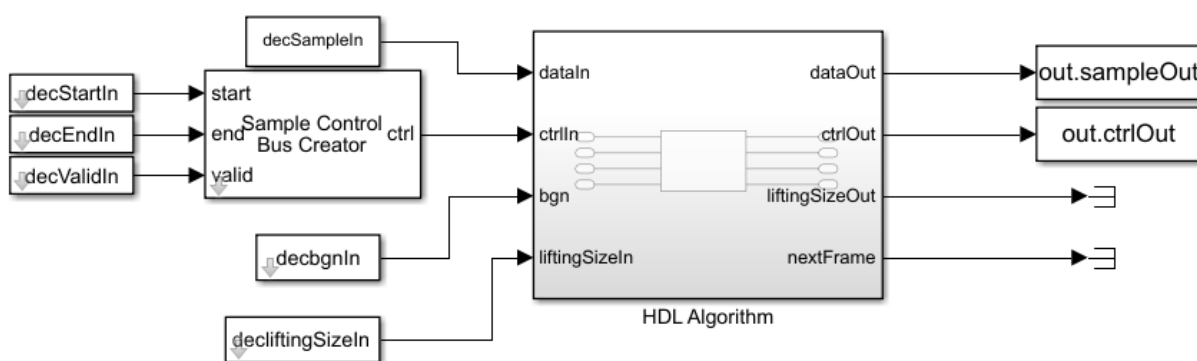 decSampleIn
decStartIn
decEndIn
decValidIn
start
end
valid
Sample Control
Bus Creator
ctrl
decbgnIn
decliftingSizeIn
dataIn
ctrlIn
bgn
liftingSizeIn
dataOut
ctrlOut
liftingSizeOut
nextFrame
HDL Algorithm
out.sampleOut
out.ctrlOut